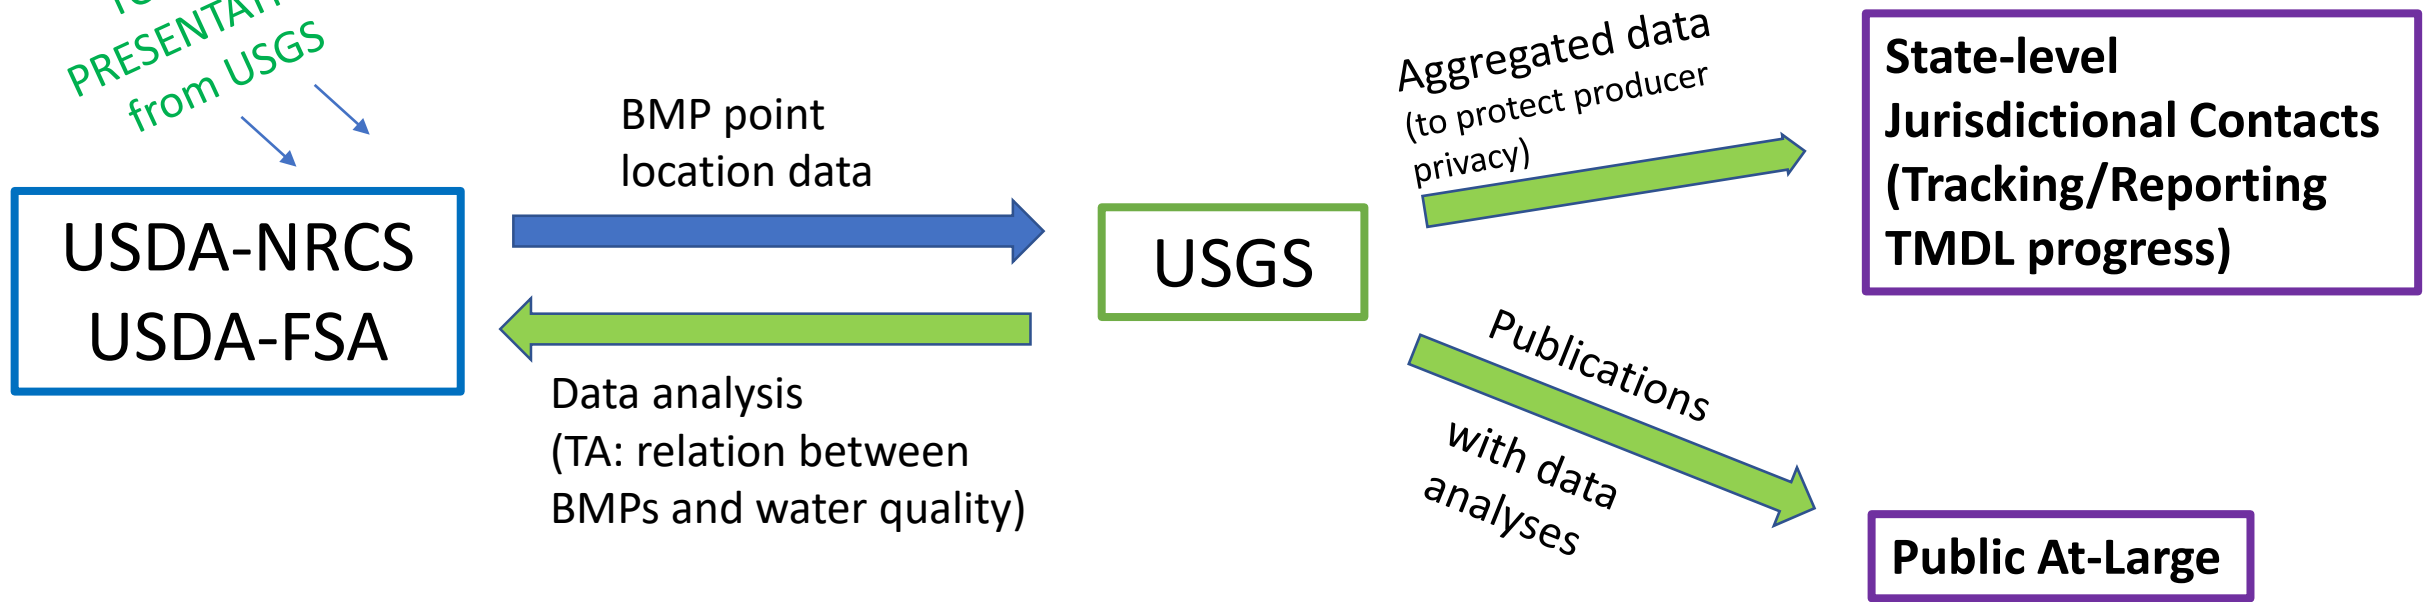 from USGS
BMP point
location data
USDA-NRCS
USDA-FSA
Data analysis
(TA: relation between
BMPs and water quality)
USGS
Aggregated data
(to protect producer
privacy)
Publications
with data
analyses
State-level
Jurisdictional Contacts
(Tracking/Reporting
TMDL progress)
Public At-Large